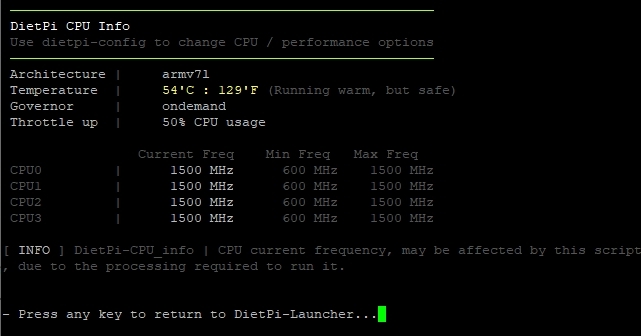 DietPi CPU Info
Use dietpi-config to change CPU / performance options
Architecture | armv7l
Temperature | 54'C : 129'F (Running warm, but safe)
Governor | ondemand
Throttle up | 50% CPU usage
Current Freq Min Freq Max Freq
CPU0 | 1500 MHz 600 MHz 1500 MHz
CPU1 | 1500 MHz 600 MHz 1500 MHz
CPU2 | 1500 MHz 600 MHz 1500 MHz
CPU3 | 1500 MHz 600 MHz 1500 MHz
[ INFO ] DietPi-CPU_info | CPU current frequency, may be affected by this script
, due to the processing required to run it.
- Press any key to return to DietPi-Launcher...